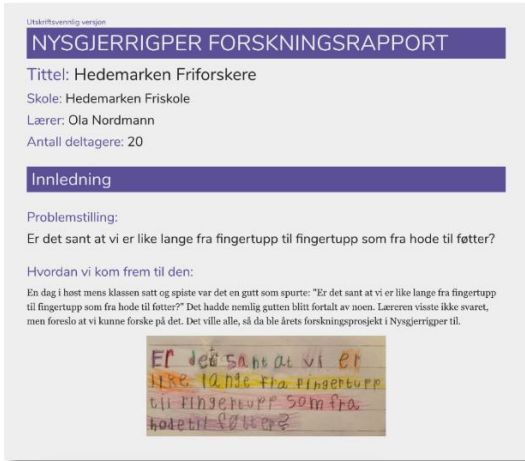 Utskriftsvennlig versjon
NYSGJERRIGPER FORSKNINGSRAPPORT
Tittel: Hedemarken Friforskere
Skole: Hedemarken Friskole
Lærer: Ola Nordmann
Antall deltagere: 20
Innledning
Problemstilling:
Er det sant at vi er like lange fra fingertupp til fingertupp som fra hode til føtter?
Hvordan vi kom frem til den:
En dag i høst mens klassen satt og spiste var det en gutt som spurte: "Er det sant at vi er like lange fra fingertupp
til fingertupp som fra hode til føtter?" Det hadde nemlig gutten blitt fortalt av noen. Læreren visste ikke svaret,
men foreslo at vi kunne forske på det. Det ville alle, så da ble årets forskningsprosjekt i Nysgjerrigper til.
Er det sant at vi er
like lange fra fingertupp
til fingertupp som fra
hode til føtter?